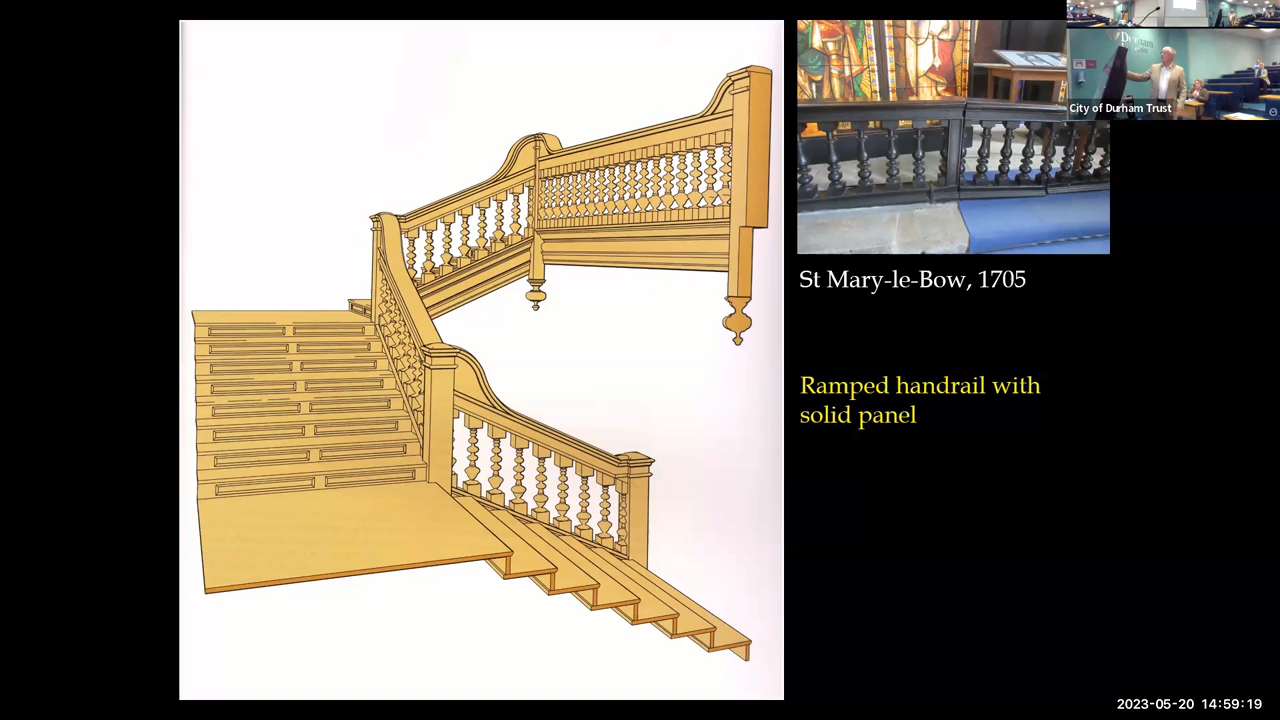 Durham
City of Durham Trust
St Mary-le-Bow, 1705
Ramped handrail with
solid panel
2023-05-20 14:59:19